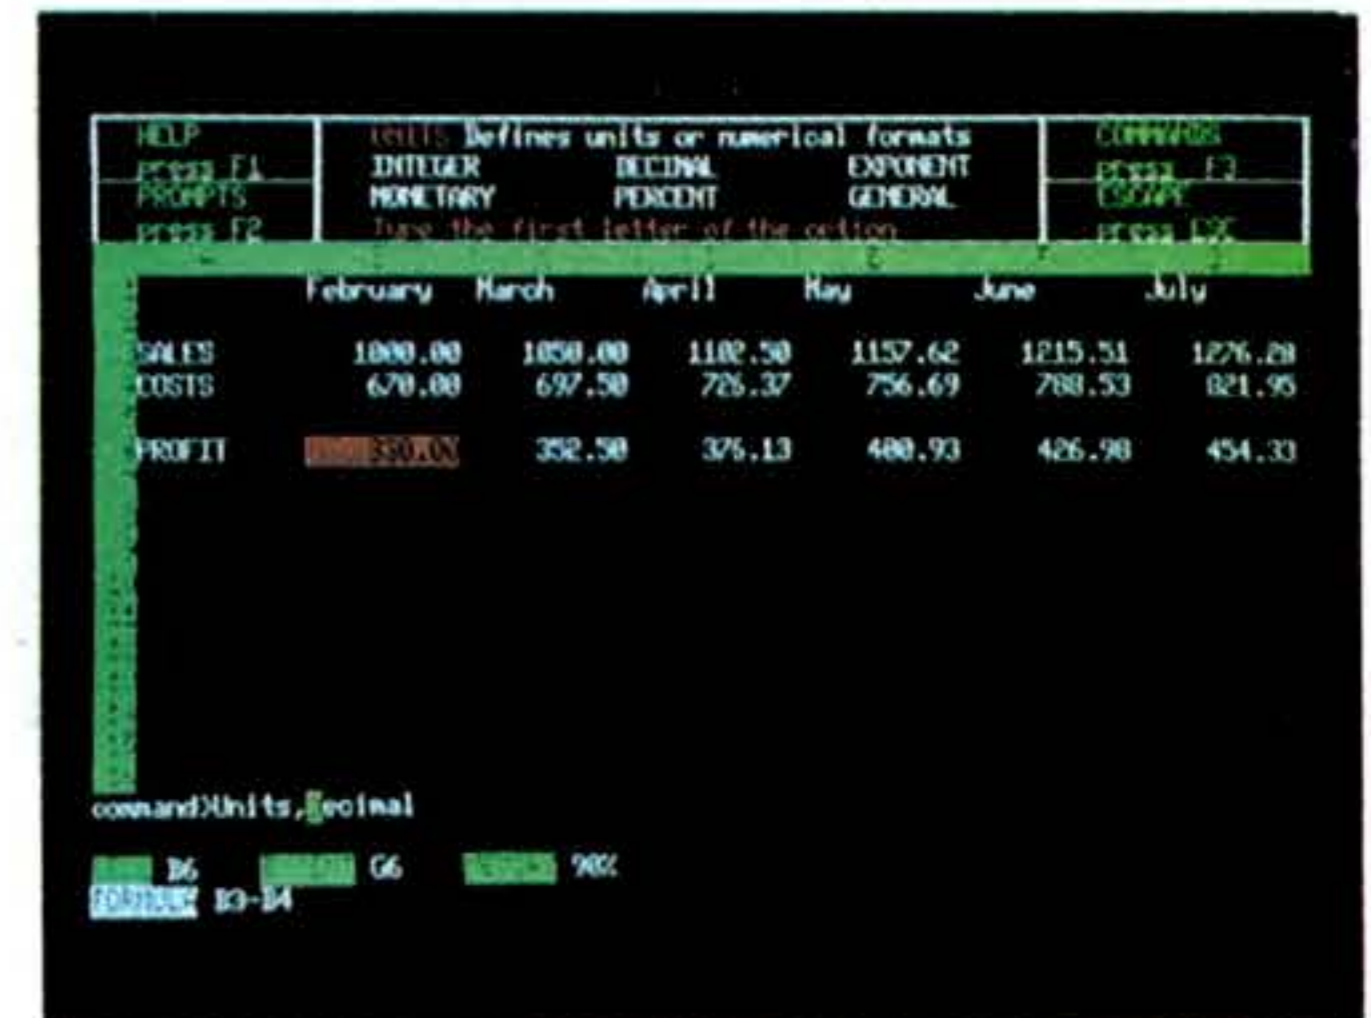 HELP
press F1
PROMPTS
press F2
UNITS Defines units or numerical formats
INTEGER DECIMAL EXPONENT
MONETARY PERCENT GENERAL
Type the first letter of the option
COMMANDS
press F3
ESCAPE
press ESC
February March April May June July
SALES 1000.00 1050.00 1102.50 1157.62 1215.51 1276.28
COSTS 670.00 697.50 726.37 756.69 788.53 821.95
PROFIT 330.00 352.50 376.13 400.93 426.98 454.33
command>Units,Decimal
B6 G6 90%
FORMULA B3-B4